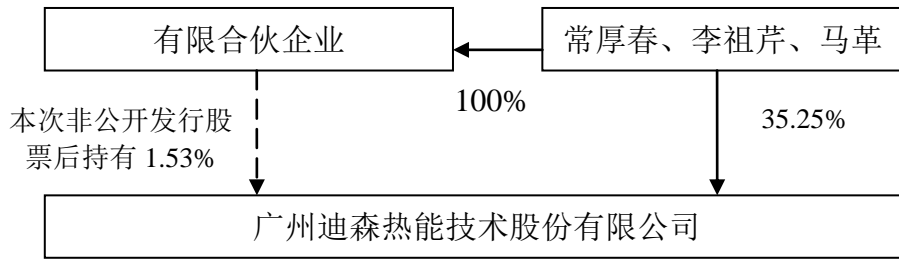 有限合伙企业
常厚春、李祖芹、马革
100%
本次非公开发行股
票后持有 1.53%
35.25%
广州迪森热能技术股份有限公司